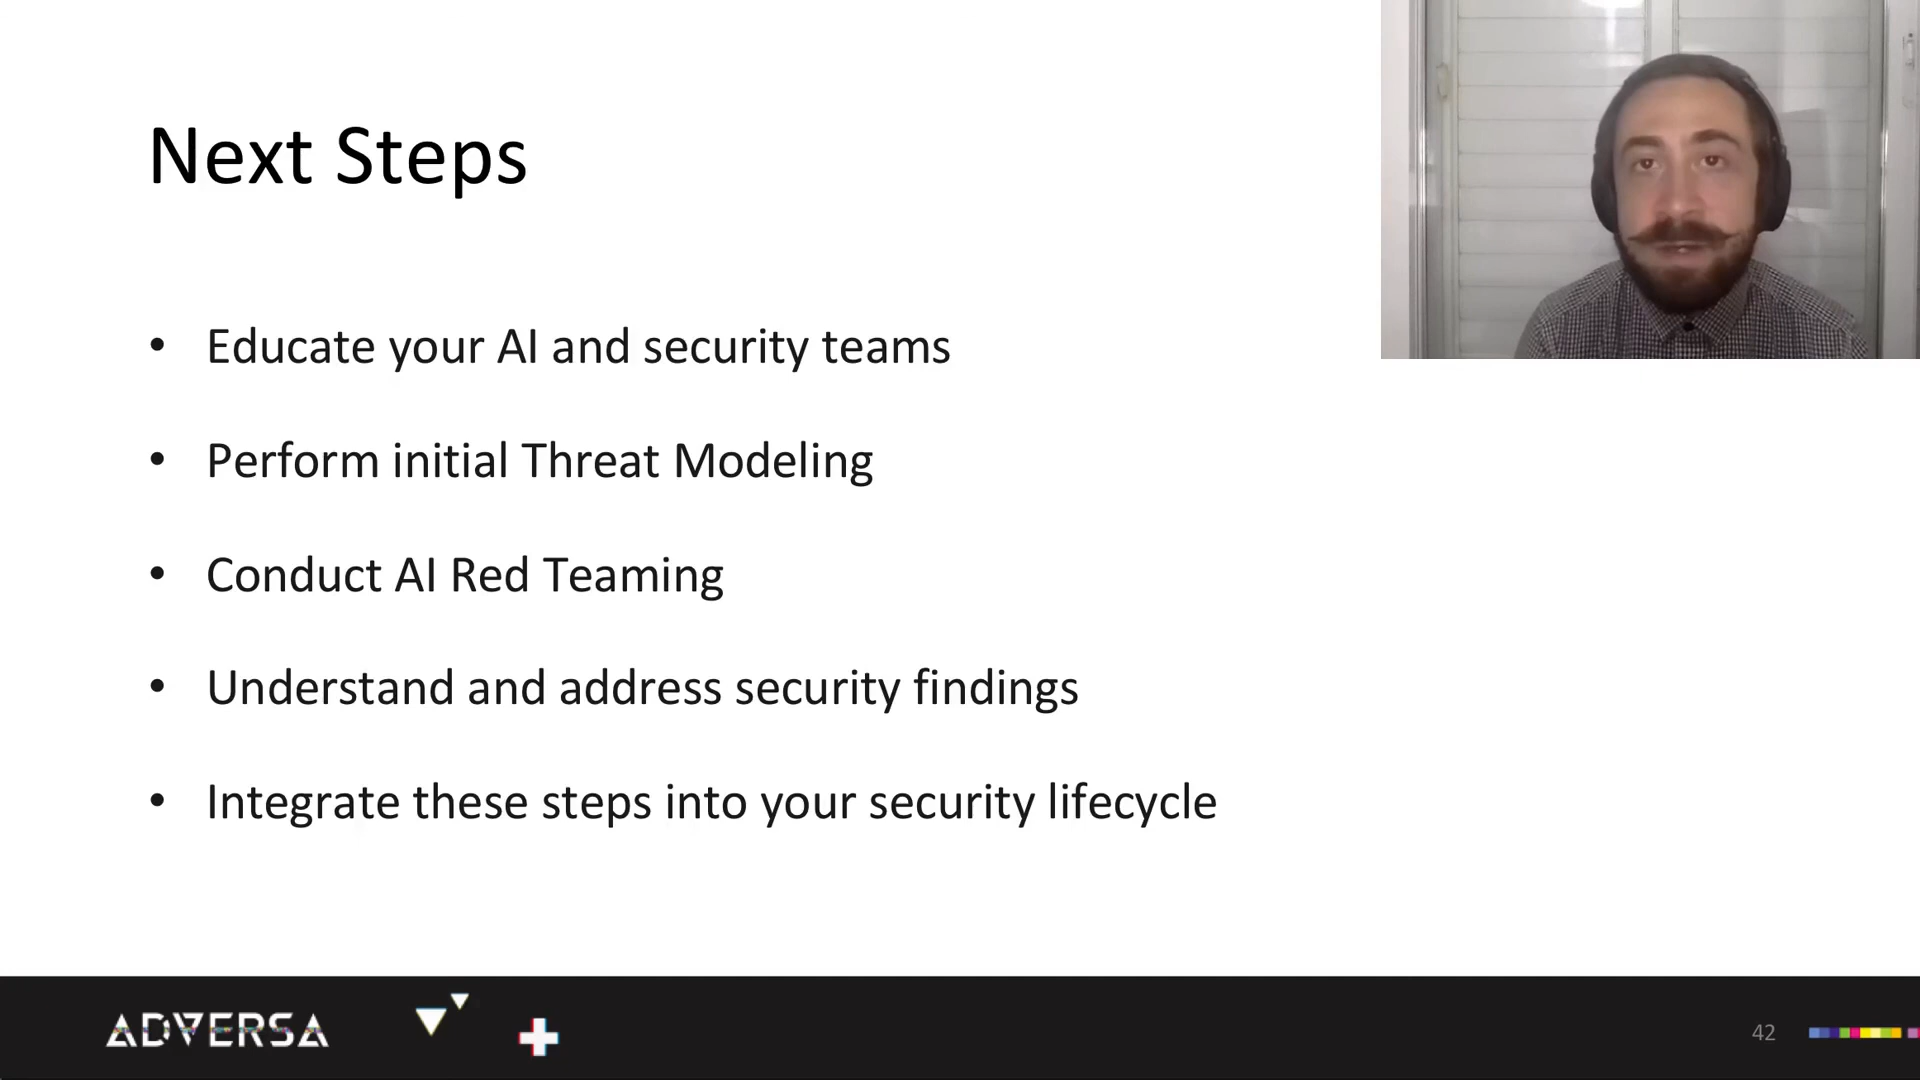 Next Steps
• Educate your AI and security teams
• Perform initial Threat Modeling
• Conduct AI Red Teaming
• Understand and address security findings
• Integrate these steps into your security lifecycle
ADVERSA
42